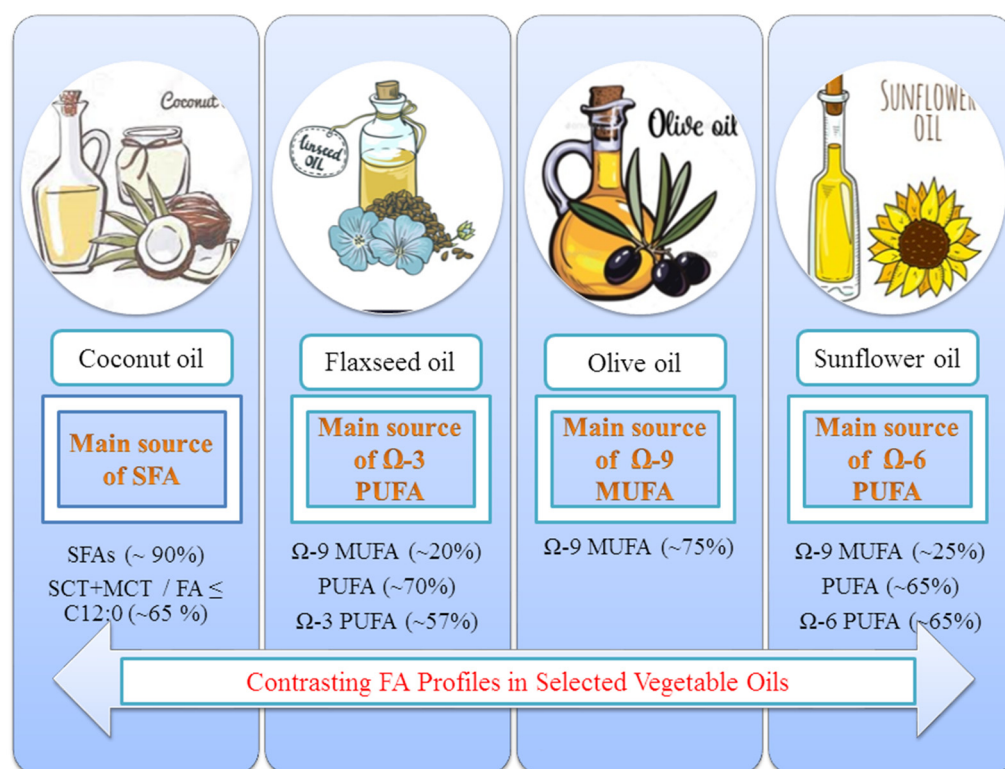 Coconut
Linseed
OIL
Olive oil
SUNFLOWER
OIL
Coconut oil
Flaxseed oil
Olive oil
Sunflower oil
Main source
of SFA
Main source
of Ω-3
PUFA
Main source
of Ω-9
MUFA
Main source
of Ω-6
PUFA
SFAs (~ 90%)
SCT+MCT / FA ≤
C12:0 (~65 %)
Ω-9 MUFA (~20%)
PUFA (~70%)
Ω-3 PUFA (~57%)
Ω-9 MUFA (~75%)
Ω-9 MUFA (~25%)
PUFA (~65%)
Ω-6 PUFA (~65%)
Contrasting FA Profiles in Selected Vegetable Oils